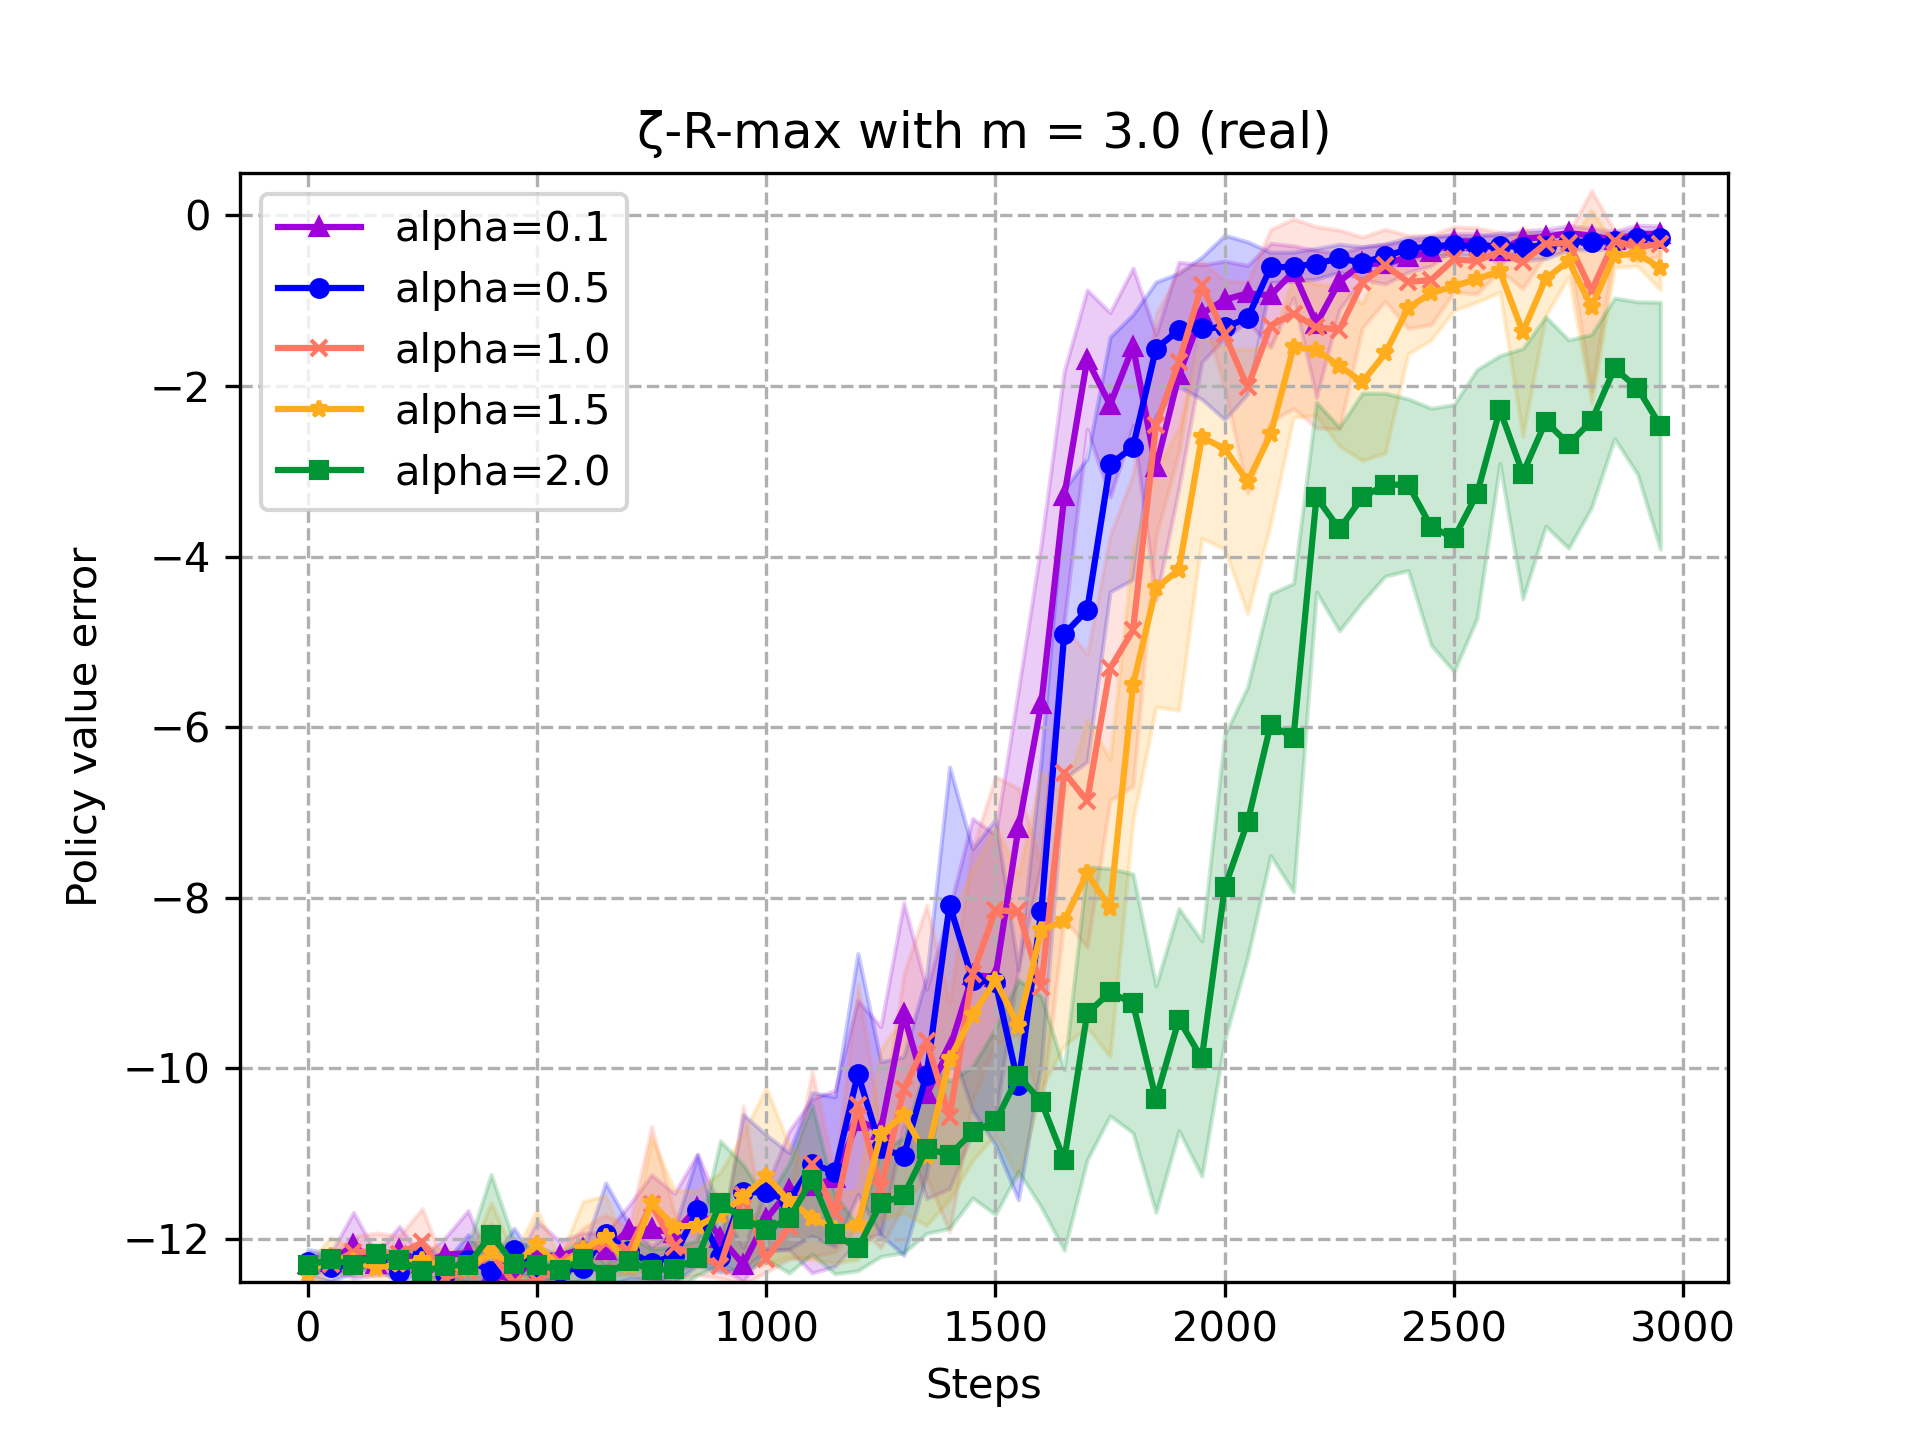 ζ-R-max with m = 3.0 (real)
alpha=0.1
alpha=0.5
alpha=1.0
alpha=1.5
alpha=2.0
Policy value error
0
−2
−4
−6
−8
−10
−12
0 500 1000 1500 2000 2500 3000
Steps